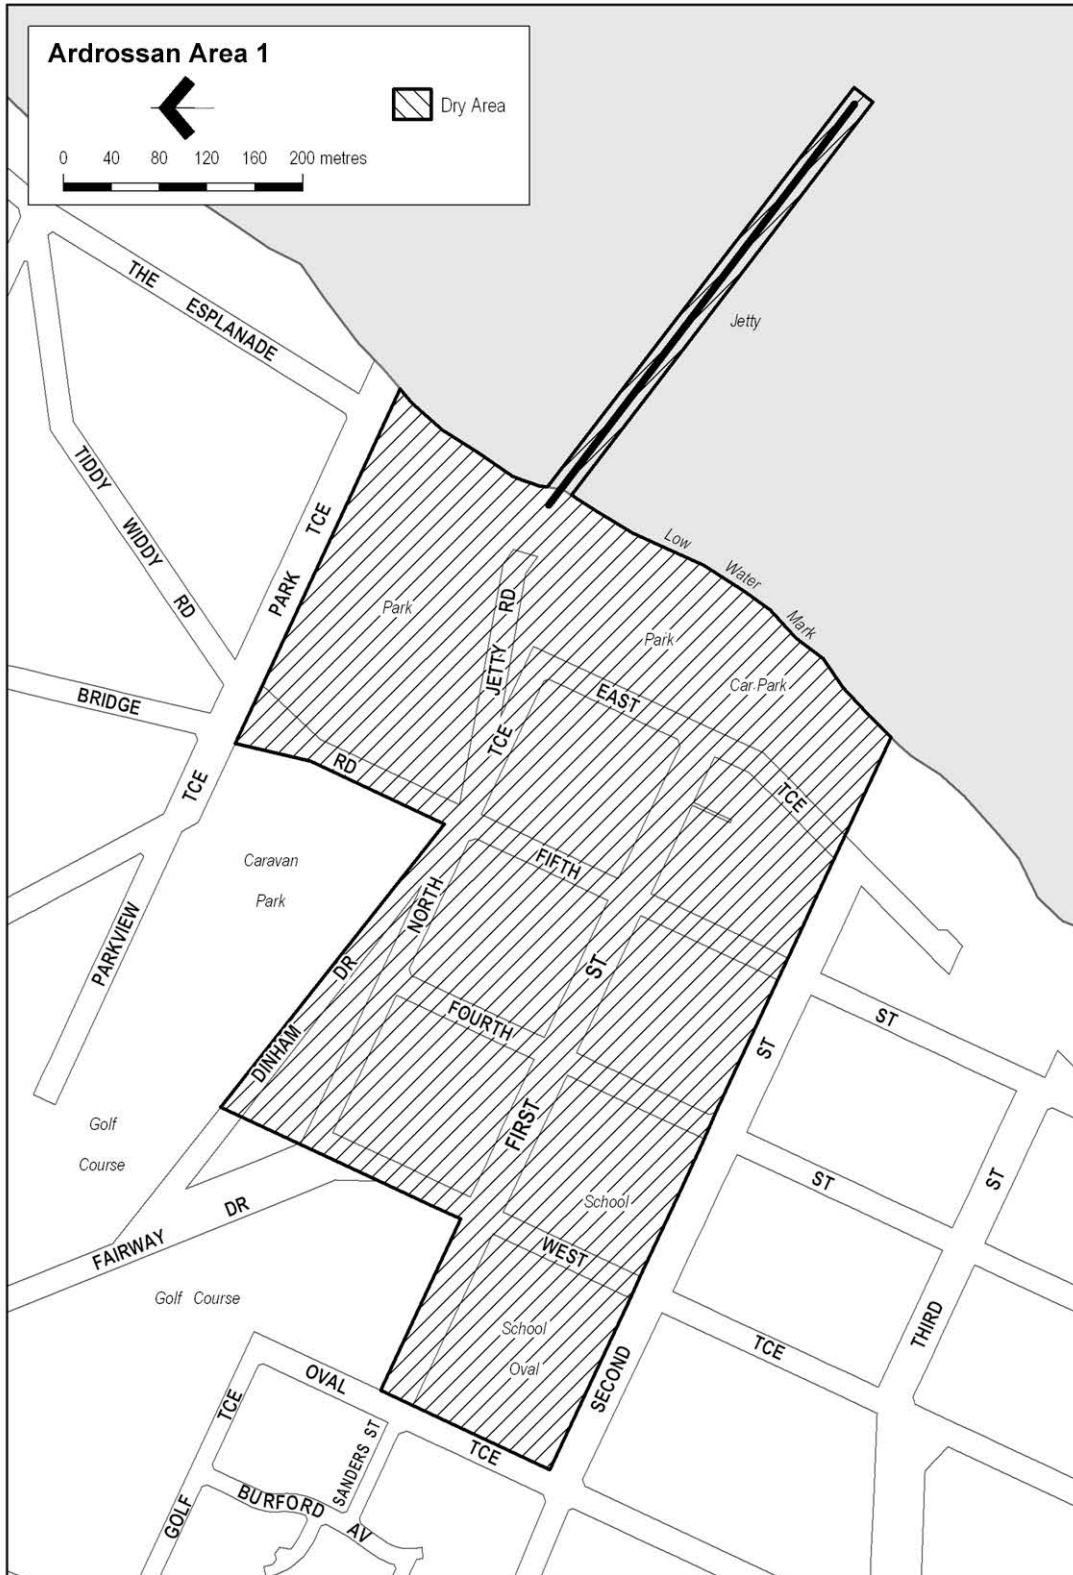 Ardrossan Area 1
Dry Area
0 40 80 120 160 200 metres
THE ESPLANADE
Jetty
TIDDY WIDDY RD
PARK TCE
Low Water Mark
Park
JETTY RD
Park
Car Park
BRIDGE
RD
EAST TCE
TCE
TCE
Caravan
Park
FIFTH
NORTH
PARKVIEW
DINHAM DR
ST
FOURTH
ST
ST
Golf
Course
FIRST
ST
ST
School
FAIRWAY DR
WEST
TCE
Golf Course
School
Oval
THIRD
SECOND
OVAL TCE
TCE
SANDERS ST
GOLF
BURFORD AV